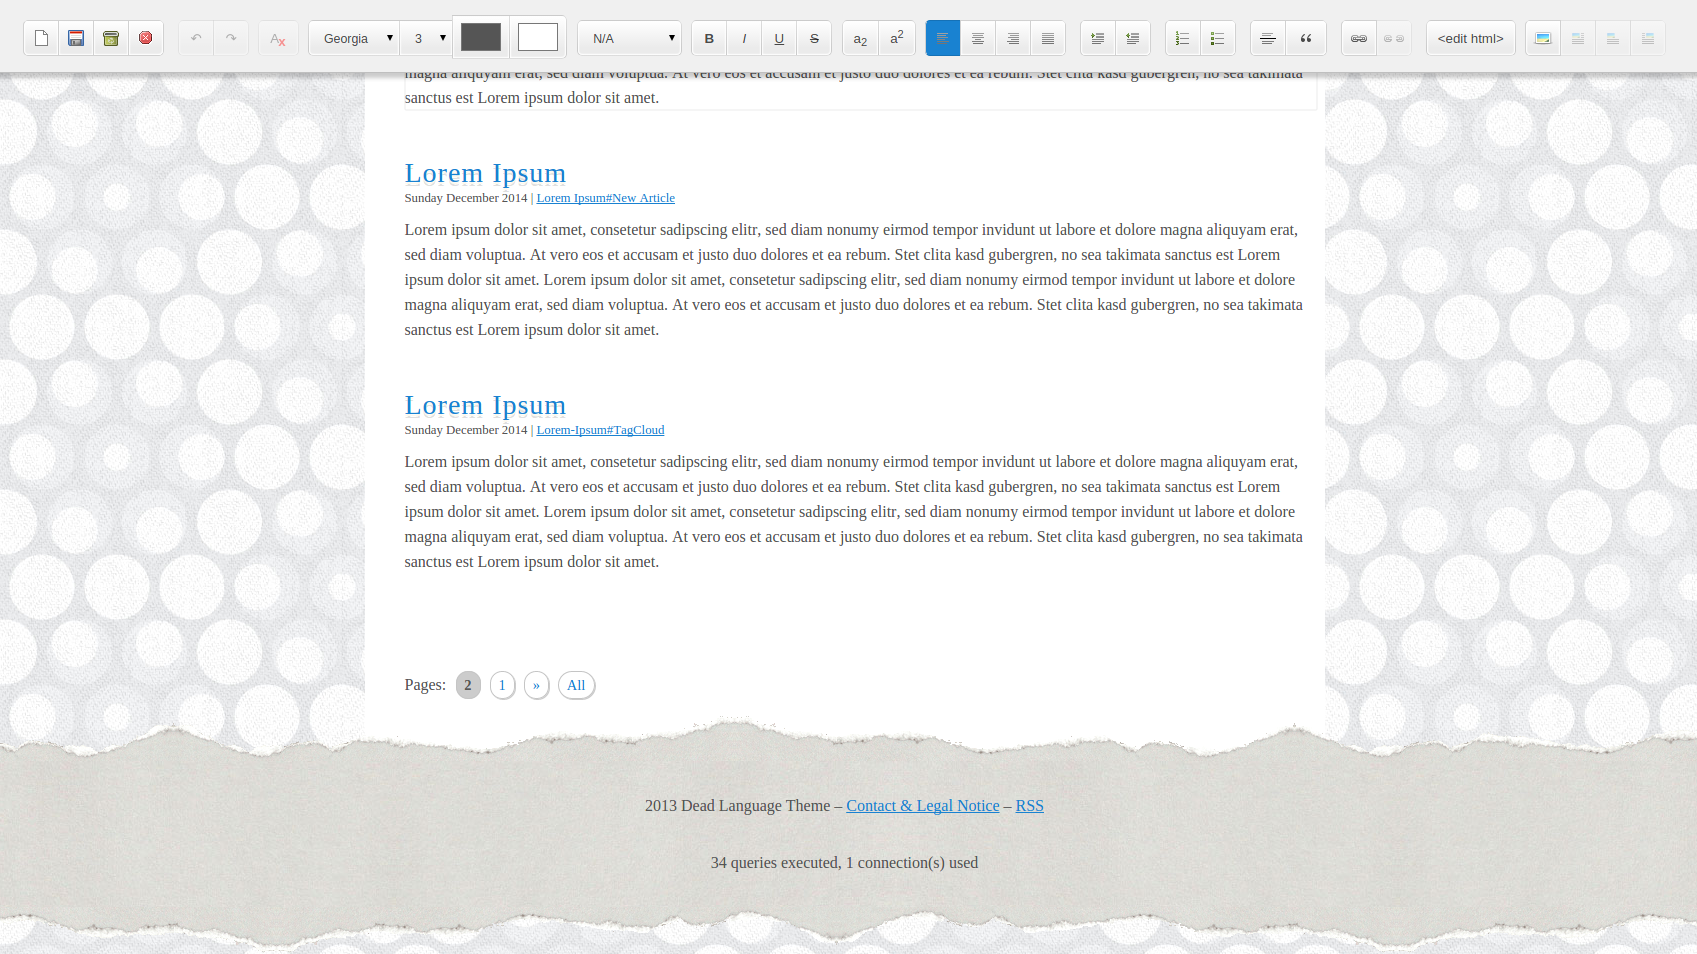 Georgia ▼ 3 ▼ N/A ▼ B I U S a2 a2 <edit html>
magna aliquyam erat, sed diam voluptua. At vero eos et accusam et justo duo dolores et ea rebum. Stet clita kasd gubergren, no sea takimata
sanctus est Lorem ipsum dolor sit amet.
Lorem Ipsum
Sunday December 2014 | Lorem Ipsum#New Article
Lorem ipsum dolor sit amet, consetetur sadipscing elitr, sed diam nonumy eirmod tempor invidunt ut labore et dolore magna aliquyam erat,
sed diam voluptua. At vero eos et accusam et justo duo dolores et ea rebum. Stet clita kasd gubergren, no sea takimata sanctus est Lorem
ipsum dolor sit amet. Lorem ipsum dolor sit amet, consetetur sadipscing elitr, sed diam nonumy eirmod tempor invidunt ut labore et dolore
magna aliquyam erat, sed diam voluptua. At vero eos et accusam et justo duo dolores et ea rebum. Stet clita kasd gubergren, no sea takimata
sanctus est Lorem ipsum dolor sit amet.
Lorem Ipsum
Sunday December 2014 | Lorem-Ipsum#TagCloud
Lorem ipsum dolor sit amet, consetetur sadipscing elitr, sed diam nonumy eirmod tempor invidunt ut labore et dolore magna aliquyam erat,
sed diam voluptua. At vero eos et accusam et justo duo dolores et ea rebum. Stet clita kasd gubergren, no sea takimata sanctus est Lorem
ipsum dolor sit amet. Lorem ipsum dolor sit amet, consetetur sadipscing elitr, sed diam nonumy eirmod tempor invidunt ut labore et dolore
magna aliquyam erat, sed diam voluptua. At vero eos et accusam et justo duo dolores et ea rebum. Stet clita kasd gubergren, no sea takimata
sanctus est Lorem ipsum dolor sit amet.
Pages: 2 1 » All
2013 Dead Language Theme – Contact & Legal Notice – RSS
34 queries executed, 1 connection(s) used